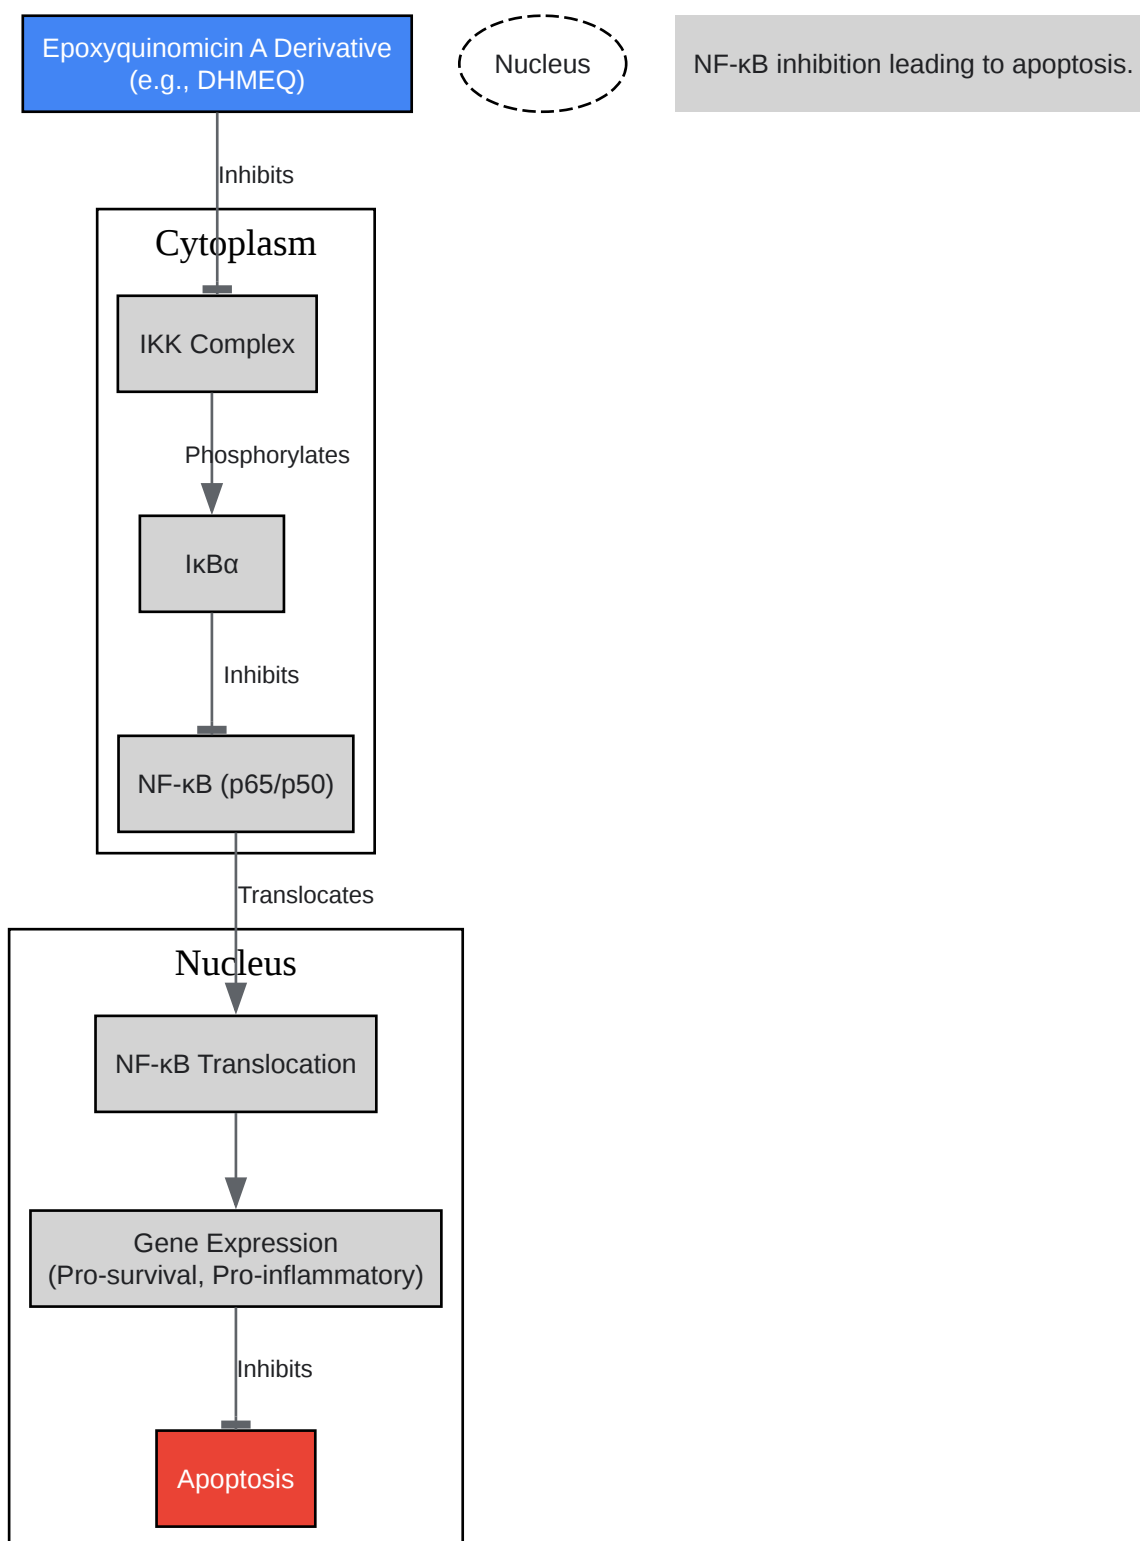 Epoxyquinomicin A Derivative
(e.g., DHMEQ)
Nucleus
NF-κB inhibition leading to apoptosis.
Inhibits
Cytoplasm
IKK Complex
Phosphorylates
IκBα
Inhibits
NF-κB (p65/p50)
Translocates
Nucleus
NF-κB Translocation
Gene Expression
(Pro-survival, Pro-inflammatory)
Inhibits
Apoptosis